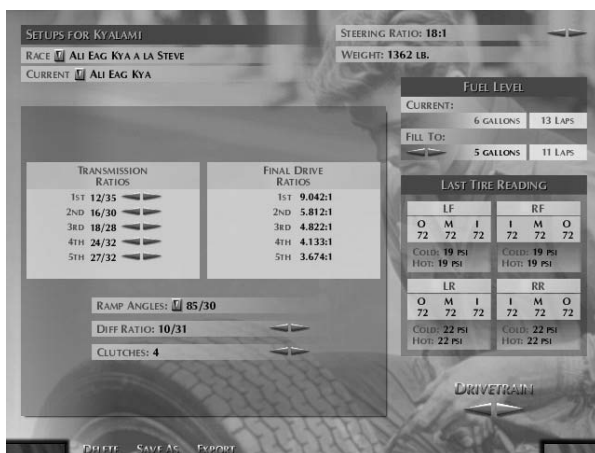 SETUPS FOR KYALAMI
RACE ALI EAG KYA A LA STEVE
CURRENT ALI EAG KYA
STEERING RATIO: 18:1
WEIGHT: 1362 LB.
FUEL LEVEL
CURRENT:
6 GALLONS 13 LAPS
FILL TO:
5 GALLONS 11 LAPS
TRANSMISSION
RATIOS
1ST 12/35
2ND 16/30
3RD 18/28
4TH 24/32
5TH 27/32
FINAL DRIVE
RATIOS
1ST 9.042:1
2ND 5.812:1
3RD 4.822:1
4TH 4.133:1
5TH 3.674:1
RAMP ANGLES: 85/30
DIFF RATIO: 10/31
CLUTCHES: 4
LAST TIRE READING
LF
O M I
72 72 72
COLD: 19 PSI
HOT: 19 PSI
RF
I M O
72 72 72
COLD: 19 PSI
HOT: 19 PSI
LR
O M I
72 72 72
COLD: 22 PSI
HOT: 22 PSI
RR
I M O
72 72 72
COLD: 22 PSI
HOT: 22 PSI
DRIVETRAIN
DELETE SAVE AS EXPORT